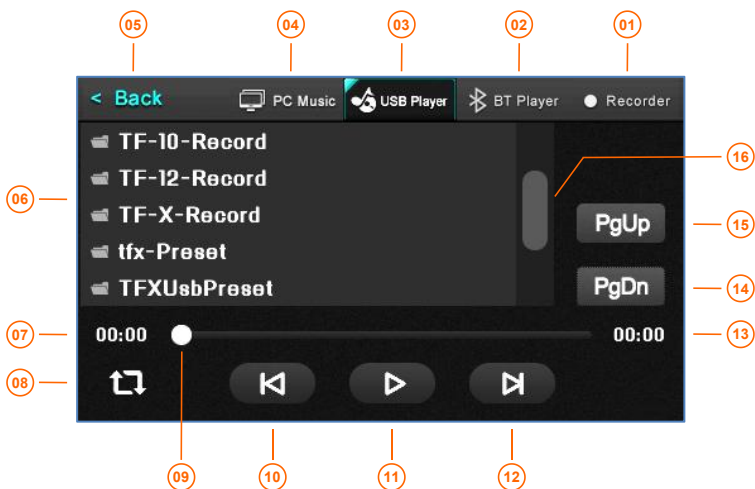 05 04 03 02 01
< Back PC Music USB Player BT Player Recorder
TF-10-Record
16
TF-12-Record
06
TF-X-Record
PgUp 15
tfx-Preset
TFXUsbPreset
PgDn 14
07 00:00 00:00 13
08
09 10 11 12